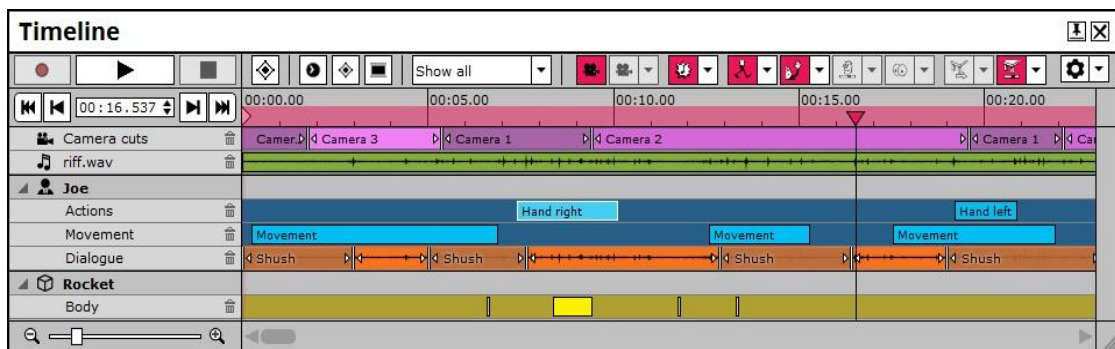 Timeline
Show all
00:16.537
00:00.00 00:05.00 00:10.00 00:15.00 00:20.00
Camera cuts Camer Camera 3 Camera 1 Camera 2 Camera 1 Ca
riff.wav
Joe
Actions Hand right Hand left
Movement Movement Movement Movement
Dialogue Shush Shush Shush Shush
Rocket
Body